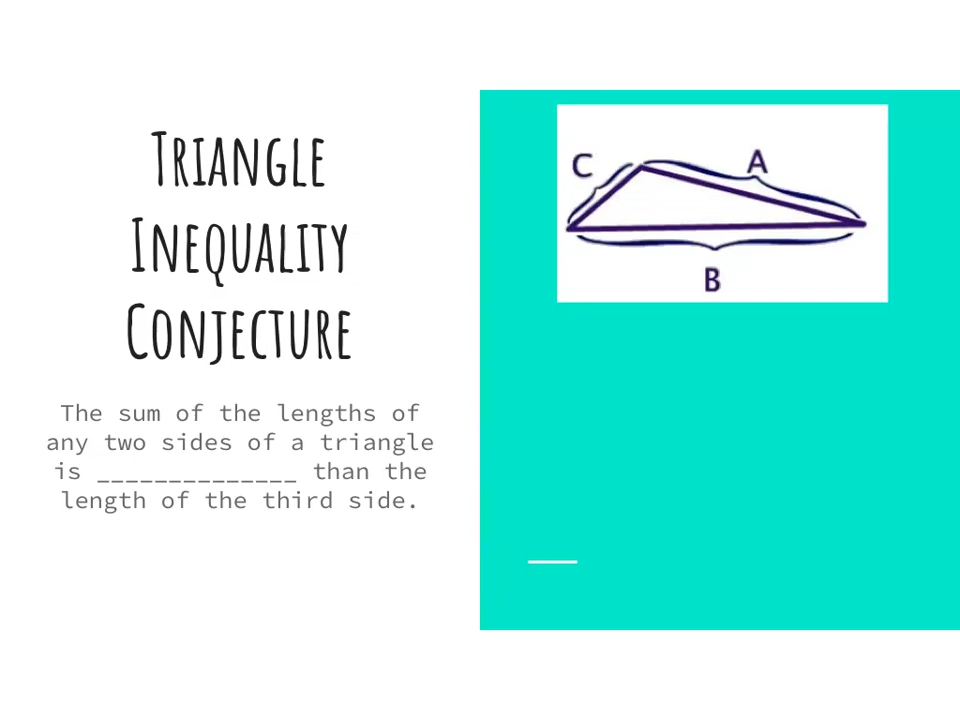 Triangle
Inequality
Conjecture
The sum of the lengths of
any two sides of a triangle
is ______________ than the
length of the third side.
C
A
B